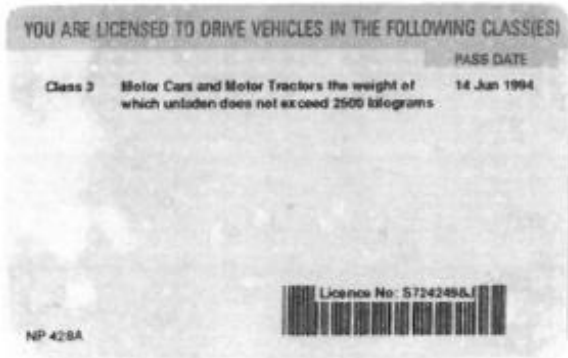 YOU ARE LICENSED TO DRIVE VEHICLES IN THE FOLLOWING CLASS(ES)
PASS DATE
Class 3 Motor Cars and Motor Tractors the weight of 14 Jun 1994
which unladen does not exceed 2500 kilograms
Licence No: S7242498J
NP 428A